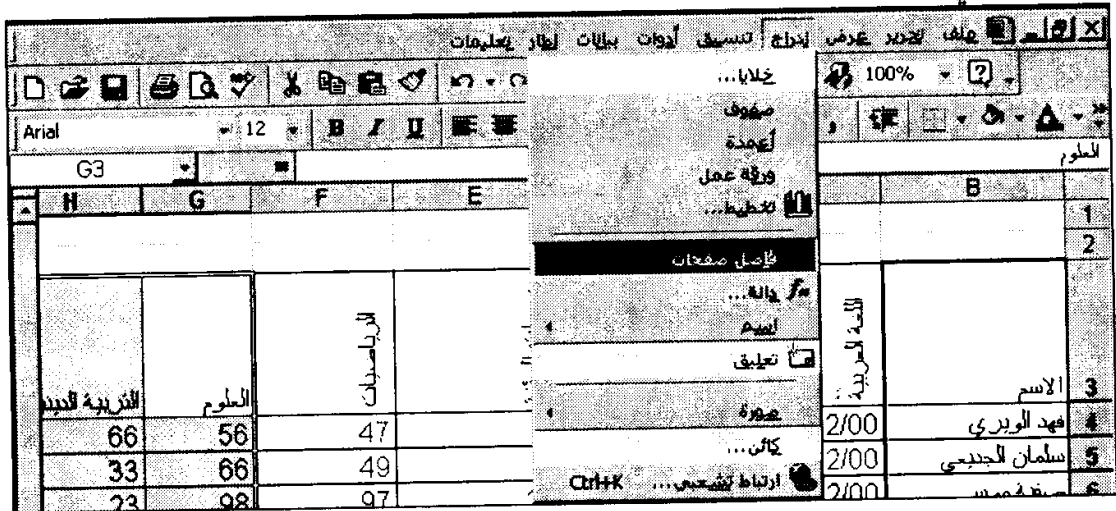 ملف تحرير عرض إدراج تنسيق أدوات بيانات إطار تعليمات
100%
Arial 12 B I U
G3 =
العلوم
خلايا...
صفوف
أعمدة
ورقة عمل
تخطيط...
فاصل صفحات
دالة...
اسم
تعليق
صورة
كائن...
ارتباط تشعبي... Ctrl+K
B E F G H
1
2
3 الاسم اللغة العربية الرياضيات العلوم التربية
4 فهد الوبري 2/00 47 56 66
5 سلمان 2/00 49 66 33
6 2/00 97 98 23